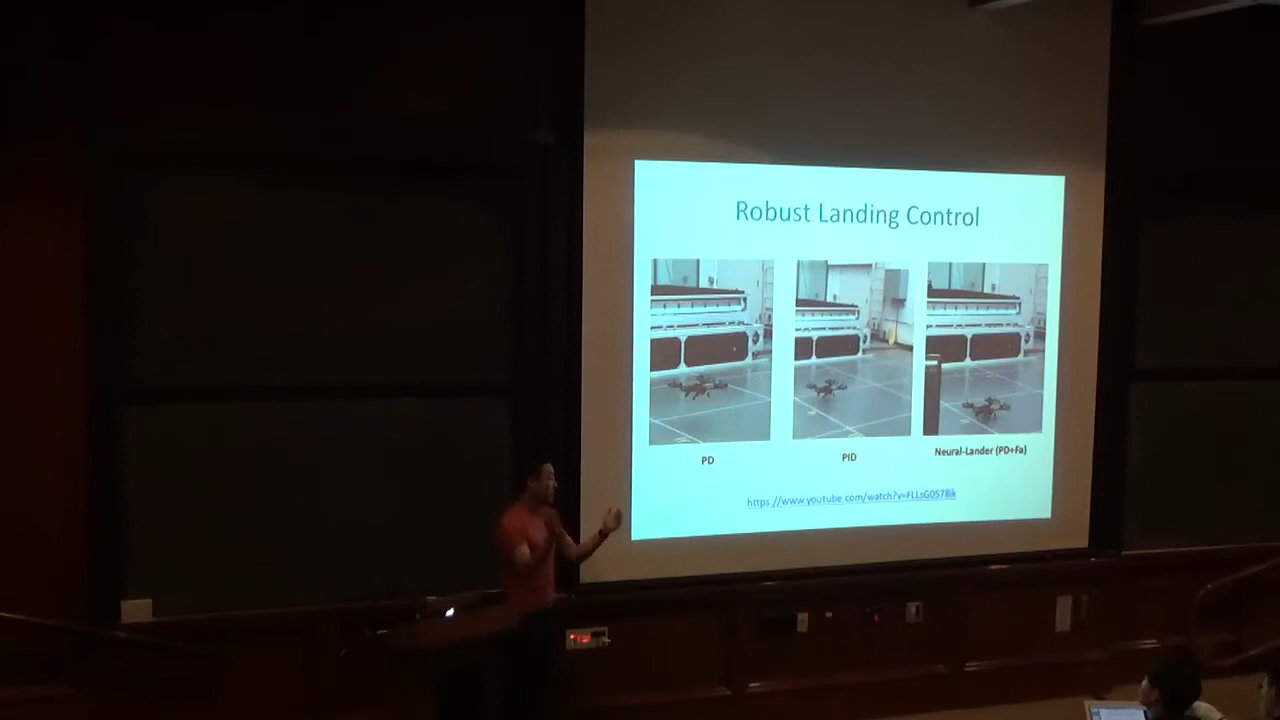 Robust Landing Control
PD
PID
Neural-Lander (PD+Fa)
https://www.youtube.com/watch?v=FLLsG0S78ik